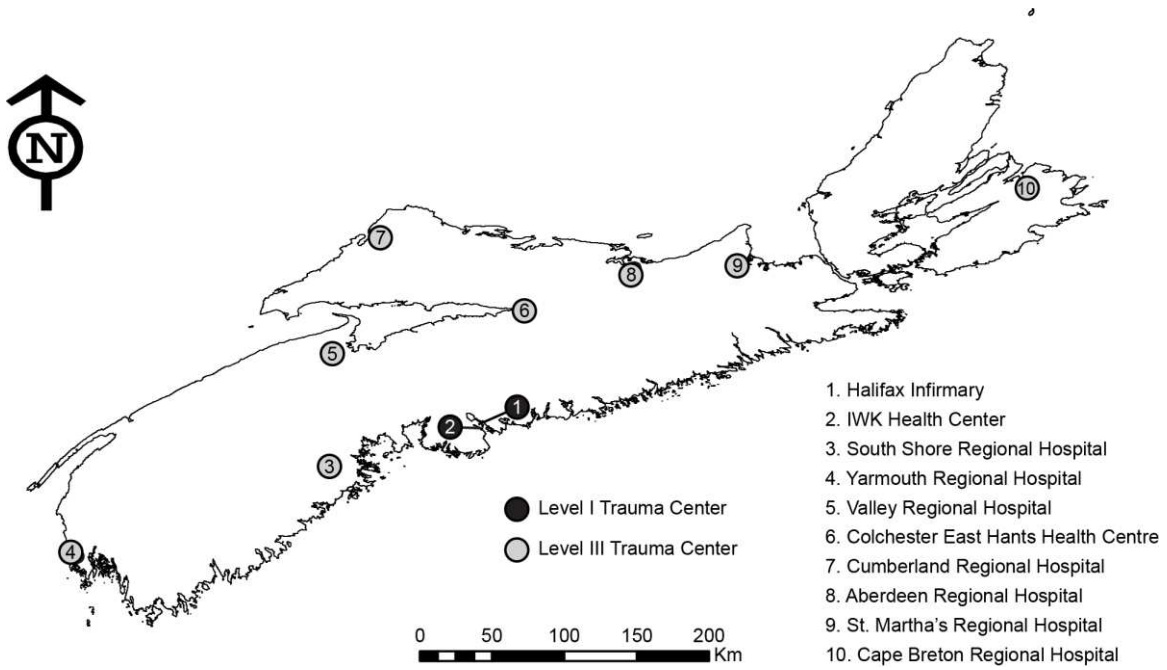 N
10
7
9
8
6
5
1
2
3
4
Level I Trauma Center
Level III Trauma Center
0 50 100 150 200
Km
1. Halifax Infirmary
2. IWK Health Center
3. South Shore Regional Hospital
4. Yarmouth Regional Hospital
5. Valley Regional Hospital
6. Colchester East Hants Health Centre
7. Cumberland Regional Hospital
8. Aberdeen Regional Hospital
9. St. Martha's Regional Hospital
10. Cape Breton Regional Hospital